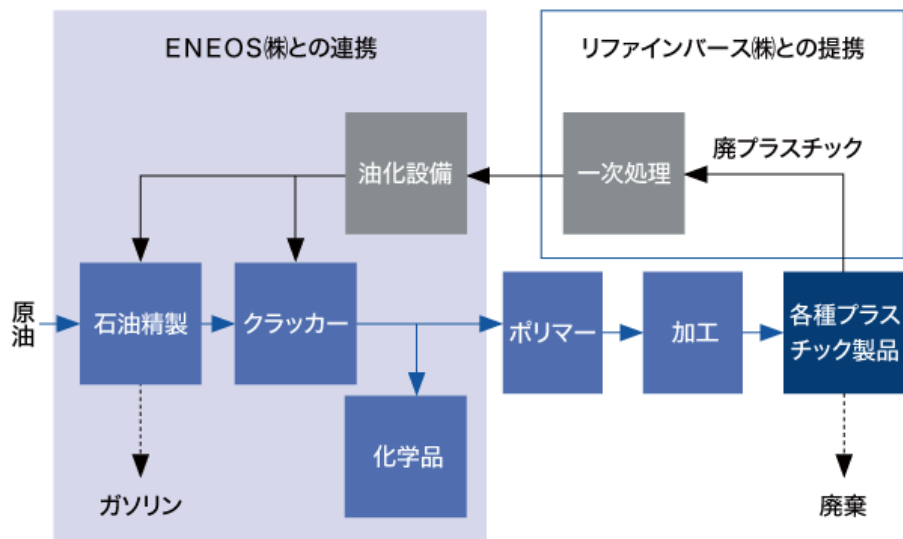 ENEOS㈱との連携
リファインバース㈱との提携
廃プラスチック
油化設備
一次処理
原油
石油精製
クラッカー
ポリマー
加工
各種プラス
チック製品
化学品
ガソリン
廃棄